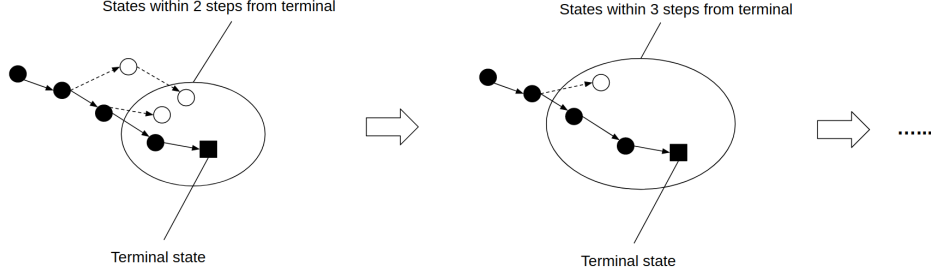 States within 2 steps from terminal
States within 3 steps from terminal
......
Terminal state
Terminal state